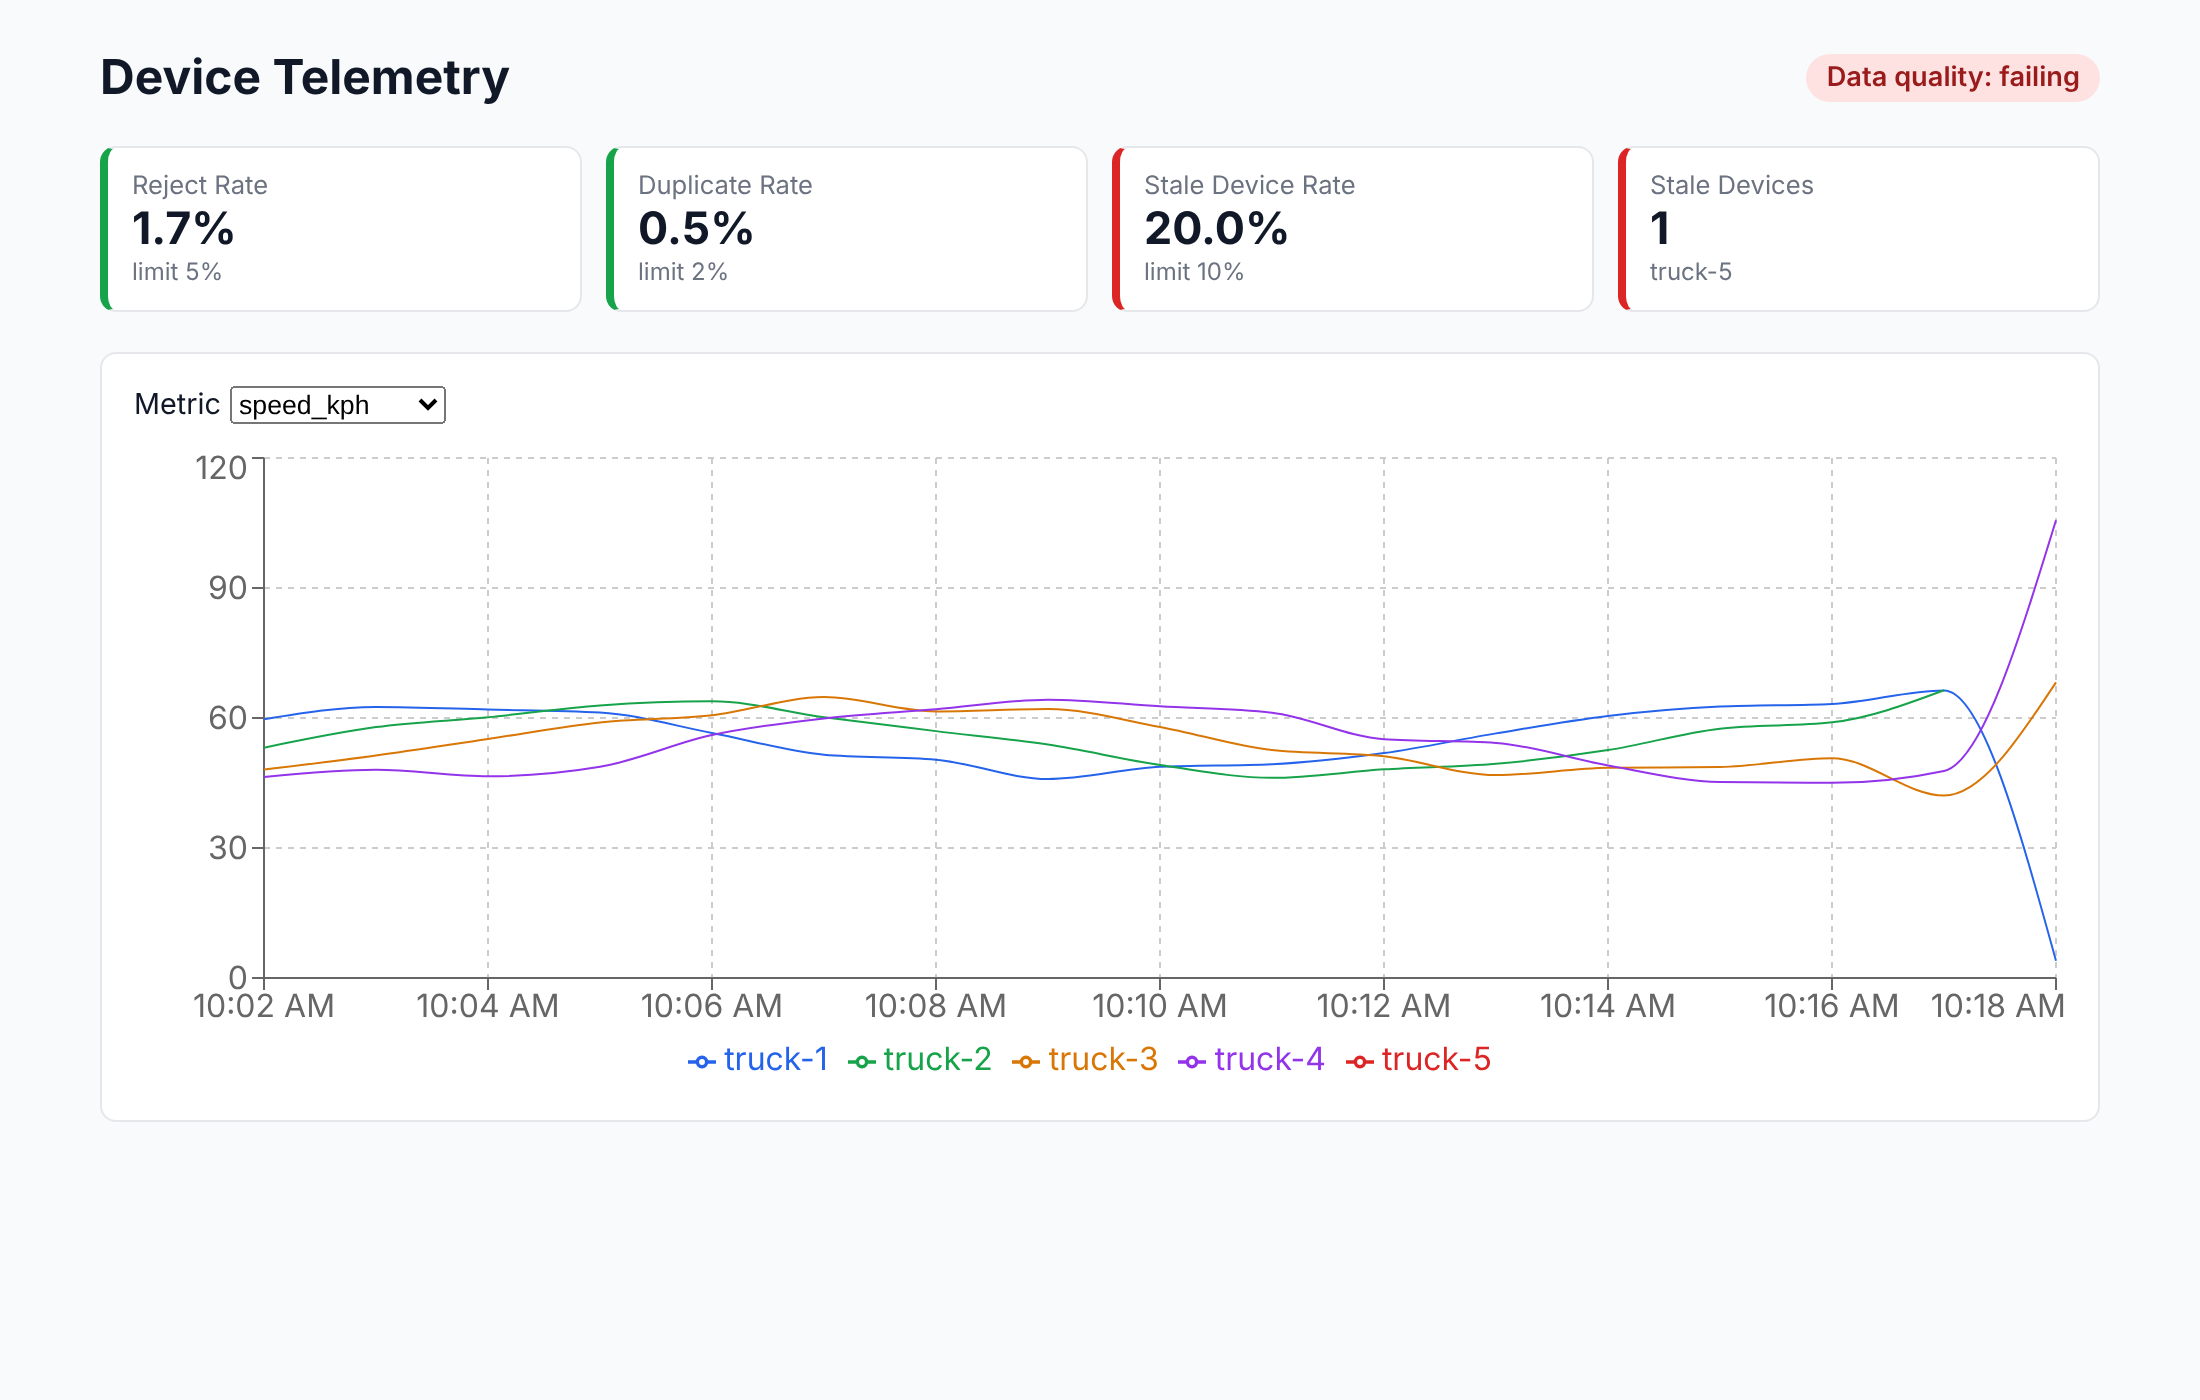 Device Telemetry
Data quality: failing
Reject Rate
1.7%
limit 5%
Duplicate Rate
0.5%
limit 2%
Stale Device Rate
20.0%
limit 10%
Stale Devices
1
truck-5
Metric speed_kph
120
90
60
30
0
10:02 AM 10:04 AM 10:06 AM 10:08 AM 10:10 AM 10:12 AM 10:14 AM 10:16 AM 10:18 AM
truck-1 truck-2 truck-3 truck-4 truck-5